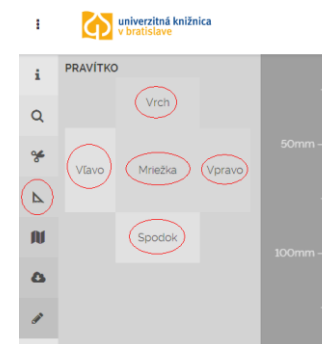 univerzitná knižnica
v bratislave
PRAVÍTKO
Vrch
Vľavo
Mriežka
Vpravo
Spodok
50mm
100mm